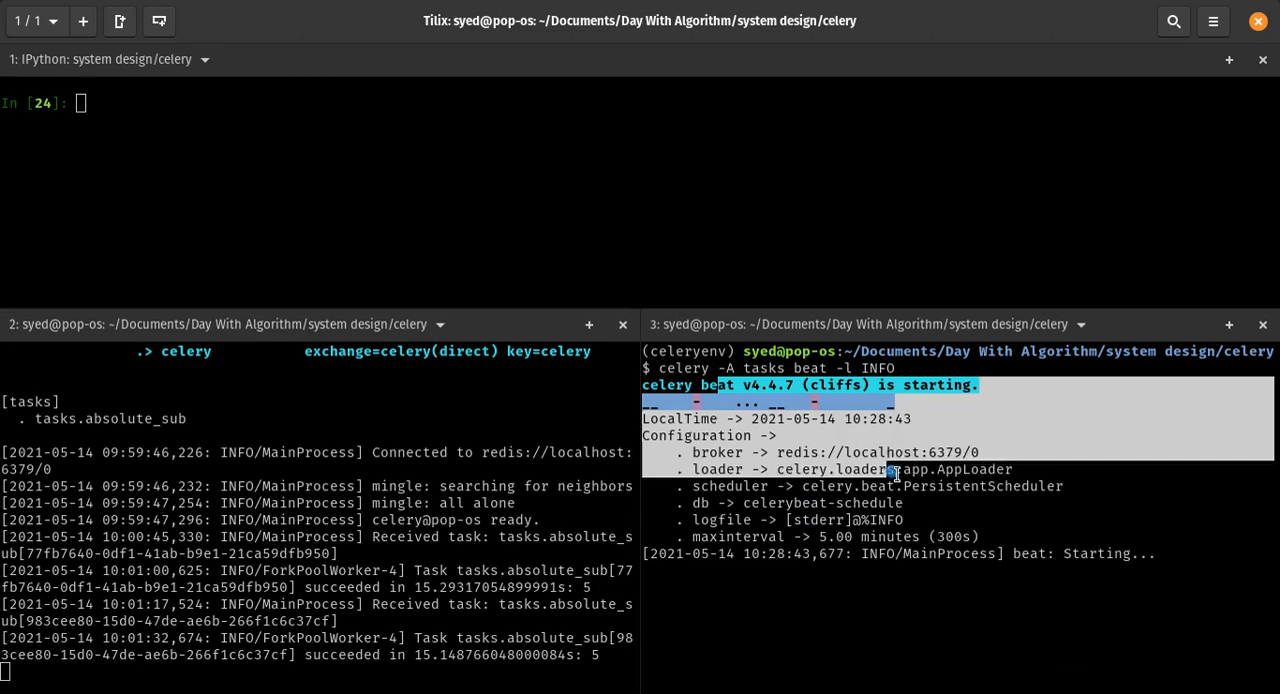 1 / 1
Tilix: syed@pop-os: ~/Documents/Day With Algorithm/system design/celery
1: IPython: system design/celery
In [24]:
2: syed@pop-os: ~/Documents/Day With Algorithm/system design/celery
.> celery exchange=celery(direct) key=celery
[tasks]
. tasks.absolute_sub
[2021-05-14 09:59:46,226: INFO/MainProcess] Connected to redis://localhost:
6379/0
[2021-05-14 09:59:46,232: INFO/MainProcess] mingle: searching for neighbors
[2021-05-14 09:59:47,255: INFO/MainProcess] mingle: all alone
[2021-05-14 09:59:47,296: INFO/MainProcess] celery@pop-os ready.
[2021-05-14 10:00:45,330: INFO/MainProcess] Received task: tasks.absolute_s
ub[77fb7640-0df1-41ab-b9e1-21ca59dfb950]
[2021-05-14 10:01:00,625: INFO/ForkPoolWorker-4] Task tasks.absolute_sub[77
fb7640-0df1-41ab-b9e1-21ca59dfb950] succeeded in 15.29317054899991s: 5
[2021-05-14 10:01:17,524: INFO/MainProcess] Received task: tasks.absolute_s
ub[983cee80-15d0-47de-ae6b-266f1c6c37cf]
[2021-05-14 10:01:32,674: INFO/ForkPoolWorker-4] Task tasks.absolute_sub[98
3cee80-15d0-47de-ae6b-266f1c6c37cf] succeeded in 15.148766048000084s: 5
3: syed@pop-os: ~/Documents/Day With Algorithm/system design/celery
(celeryenv) syed@pop-os:~/Documents/Day With Algorithm/system design/celery
$ celery -A tasks beat -l INFO
celery beat v4.4.7 (cliffs) is starting.
__ - ... __ - _
LocalTime -> 2021-05-14 10:28:43
Configuration ->
. broker -> redis://localhost:6379/0
. loader -> celery.loaders.app.AppLoader
. scheduler -> celery.beat.PersistentScheduler
. db -> celerybeat-schedule
. logfile -> [stderr]@%INFO
. maxinterval -> 5.00 minutes (300s)
[2021-05-14 10:28:43,677: INFO/MainProcess] beat: Starting...